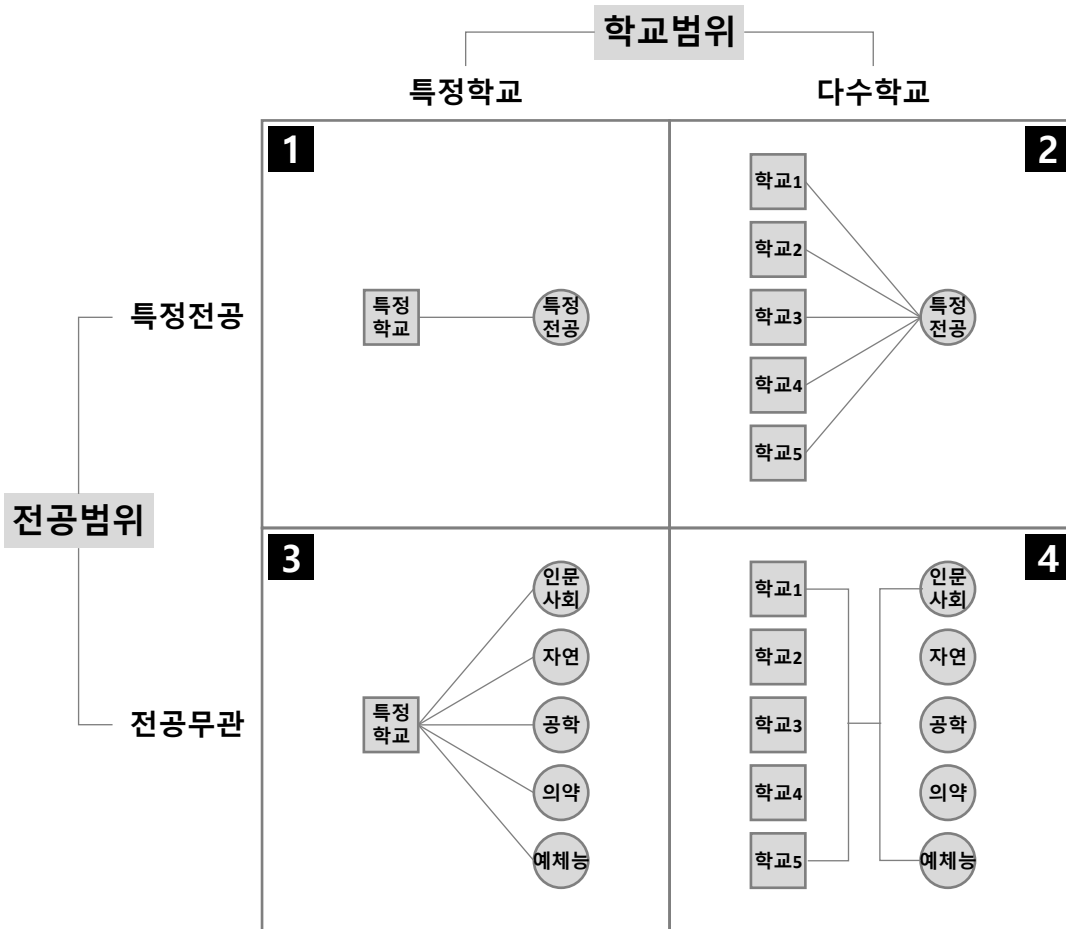 학교범위
특정학교
다수학교
1
2
특정전공
특정
학교
특정
전공
학교1
학교2
학교3
학교4
학교5
특정
전공
전공범위
3
4
전공무관
특정
학교
인문
사회
자연
공학
의약
예체능
학교1
학교2
학교3
학교4
학교5
인문
사회
자연
공학
의약
예체능